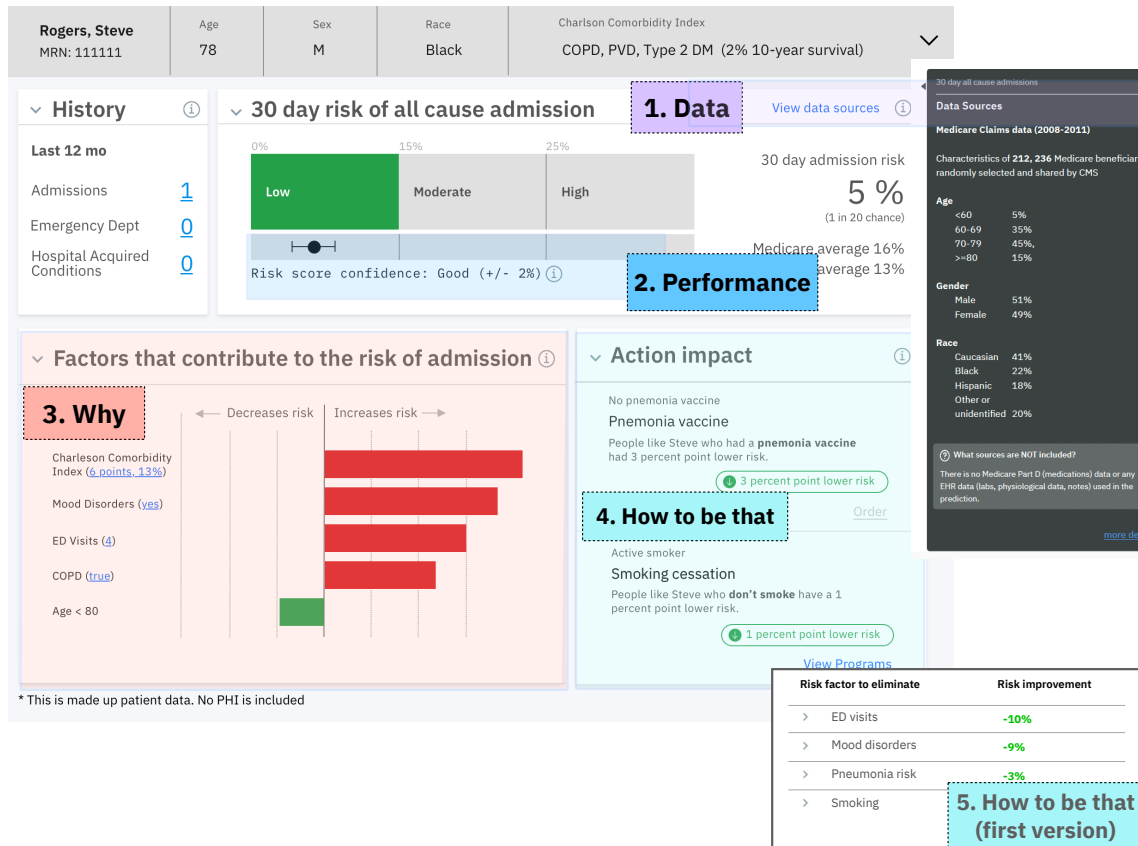 Rogers, Steve
MRN: 111111
Age
78
Sex
M
Race
Black
Charlson Comorbidity Index
COPD, PVD, Type 2 DM (2% 10-year survival)
History
Last 12 mo
Admissions 1
Emergency Dept 0
Hospital Acquired
Conditions 0
30 day risk of all cause admission
1. Data
View data sources
0% 15% 25%
Low Moderate High
Risk score confidence: Good (+/- 2%)
30 day admission risk
5 %
(1 in 20 chance)
Medicare average 16%
average 13%
2. Performance
30 day all cause admissions
Data Sources
Medicare Claims data (2008-2011)
Characteristics of 212, 236 Medicare beneficiar
randomly selected and shared by CMS
Age
<60 5%
60-69 35%
70-79 45%,
>=80 15%
Gender
Male 51%
Female 49%
Race
Caucasian 41%
Black 22%
Hispanic 18%
Other or
unidentified 20%
What sources are NOT included?
There is no Medicare Part D (medications) data or any
EHR data (labs, physiological data, notes) used in the
prediction.
more de
Factors that contribute to the risk of admission
3. Why
Decreases risk Increases risk
Charleson Comorbidity
Index (6 points, 13%)
Mood Disorders (yes)
ED Visits (4)
COPD (true)
Age < 80
Action impact
No pnemonia vaccine
Pnemonia vaccine
People like Steve who had a pnemonia vaccine
had 3 percent point lower risk.
3 percent point lower risk
Order
4. How to be that
Active smoker
Smoking cessation
People like Steve who don't smoke have a 1
percent point lower risk.
1 percent point lower risk
View Programs
* This is made up patient data. No PHI is included
Risk factor to eliminate Risk improvement
ED visits -10%
Mood disorders -9%
Pneumonia risk -3%
Smoking
5. How to be that
(first version)